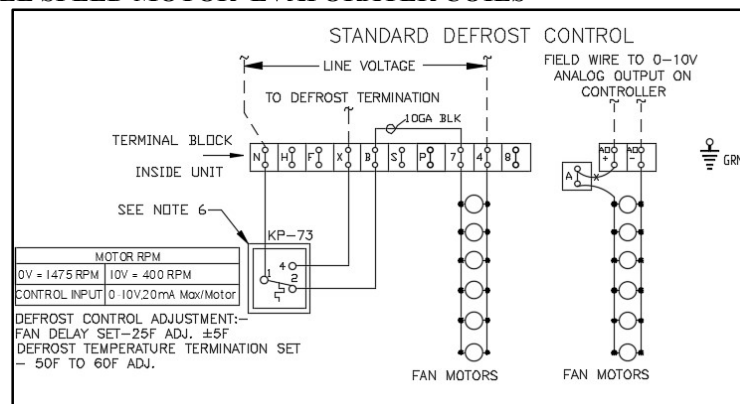 STANDARD DEFROST CONTROL
LINE VOLTAGE
FIELD WIRE TO 0-10V
ANALOG OUTPUT ON
CONTROLLER
TO DEFROST TERMINATION
10GA BLK
TERMINAL BLOCK
INSIDE UNIT
N H F X B S P 7 4 8
AO + AO -
A
SEE NOTE 6
KP-73
4
1 2
MOTOR RPM
0V = 1475 RPM 10V = 400 RPM
CONTROL INPUT 0-10V,20mA Max/Motor
DEFROST CONTROL ADJUSTMENT:-
FAN DELAY SET-25F ADJ. ±5F
DEFROST TEMPERATURE TERMINATION SET
- 50F TO 60F ADJ.
FAN MOTORS
FAN MOTORS